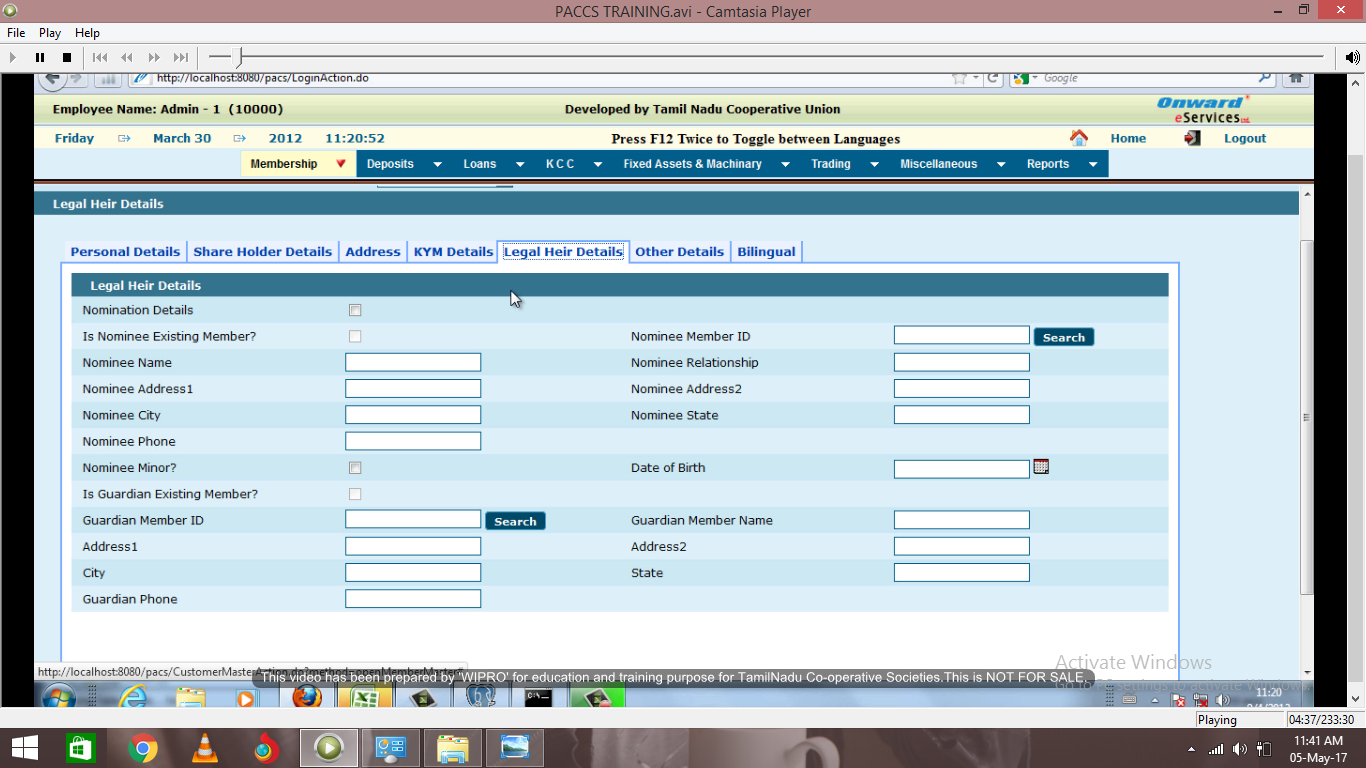 PACCS TRAINING.avi - Camtasia Player
File Play Help
http://localhost:8080/pacs/LoginAction.do
Google
Employee Name: Admin - 1 (10000) Developed by Tamil Nadu Cooperative Union
Onward
eServices Ltd.
Friday March 30 2012 11:20:52 Press F12 Twice to Toggle between Languages Home Logout
Membership Deposits Loans K C C Fixed Assets & Machinary Trading Miscellaneous Reports
Legal Heir Details
Personal Details Share Holder Details Address KYM Details Legal Heir Details Other Details Bilingual
Legal Heir Details
Nomination Details
Is Nominee Existing Member? Nominee Member ID Search
Nominee Name Nominee Relationship
Nominee Address1 Nominee Address2
Nominee City Nominee State
Nominee Phone
Nominee Minor? Date of Birth
Is Guardian Existing Member?
Guardian Member ID Search Guardian Member Name
Address1 Address2
City State
Guardian Phone
Activate Windows
http://localhost:8080/pacs/CustomerMasterAction.do?method=openMemberMaster#
This video has been prepared by 'WIPRO' for education and training purpose for TamilNadu Co-operative Societies.This is NOT FOR SALE.
11:20
Playing 04:37/233:30
11:41 AM
05-May-17